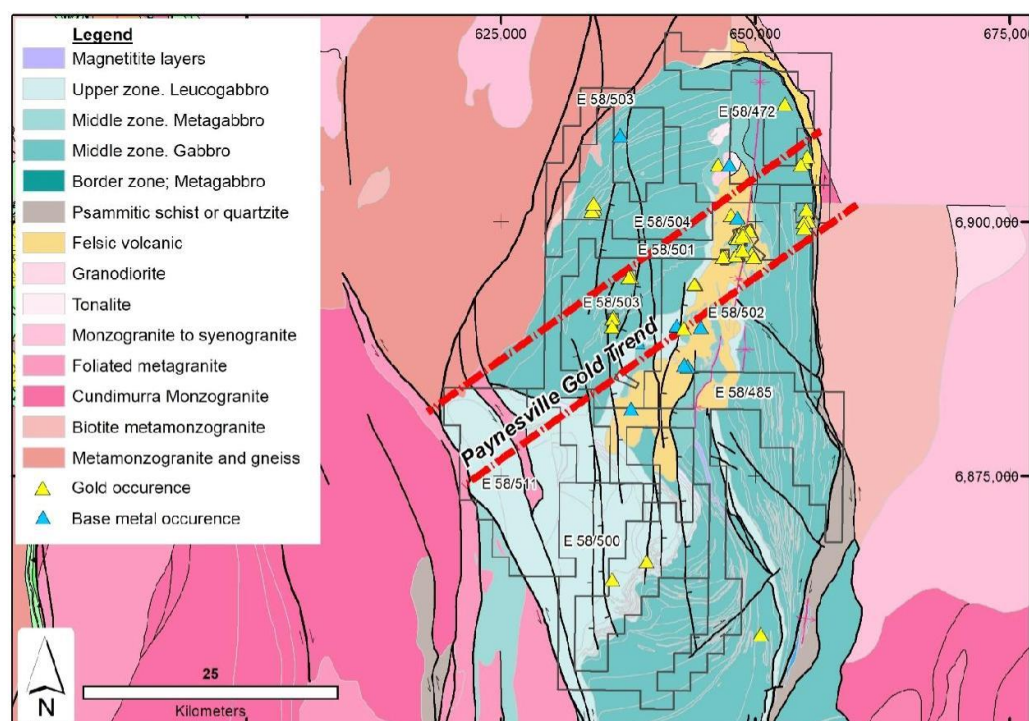 Legend
Magnetitite layers
Upper zone. Leucogabbro
Middle zone. Metagabbro
Middle zone. Gabbro
Border zone; Metagabbro
Psammitic schist or quartzite
Felsic volcanic
Granodiorite
Tonalite
Monzogranite to syenogranite
Foliated metagranite
Cundimurra Monzogranite
Biotite metamonzogranite
Metamonzogranite and gneiss
Gold occurence
Base metal occurence
625,000
650,000
675,000
E 58/503
E 58/472
6,900,000
E 58/504
E 58/501
E 58/503
E 58/502
Paynesville Gold Trend
E 58/485
6,875,000
E 58/511
E 58/500
25
Kilometers
N